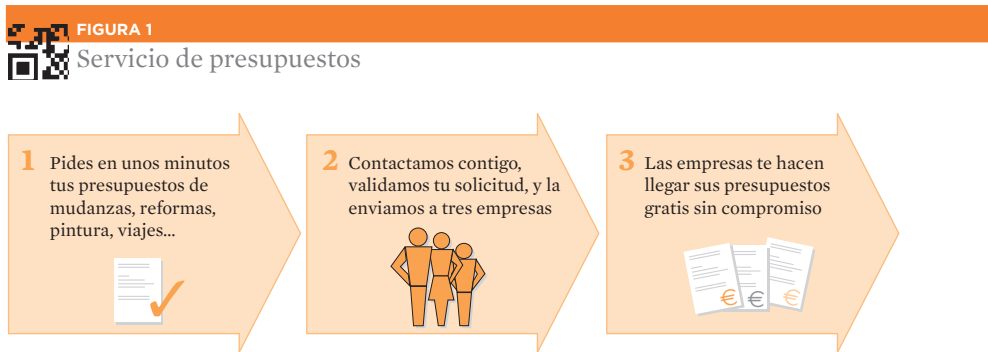 FIGURA 1
Servicio de presupuestos
1 Pides en unos minutos
tus presupuestos de
mudanzas, reformas,
pintura, viajes...
2 Contactamos contigo,
validamos tu solicitud, y la
enviamos a tres empresas
3 Las empresas te hacen
llegar sus presupuestos
gratis sin compromiso
€ € €